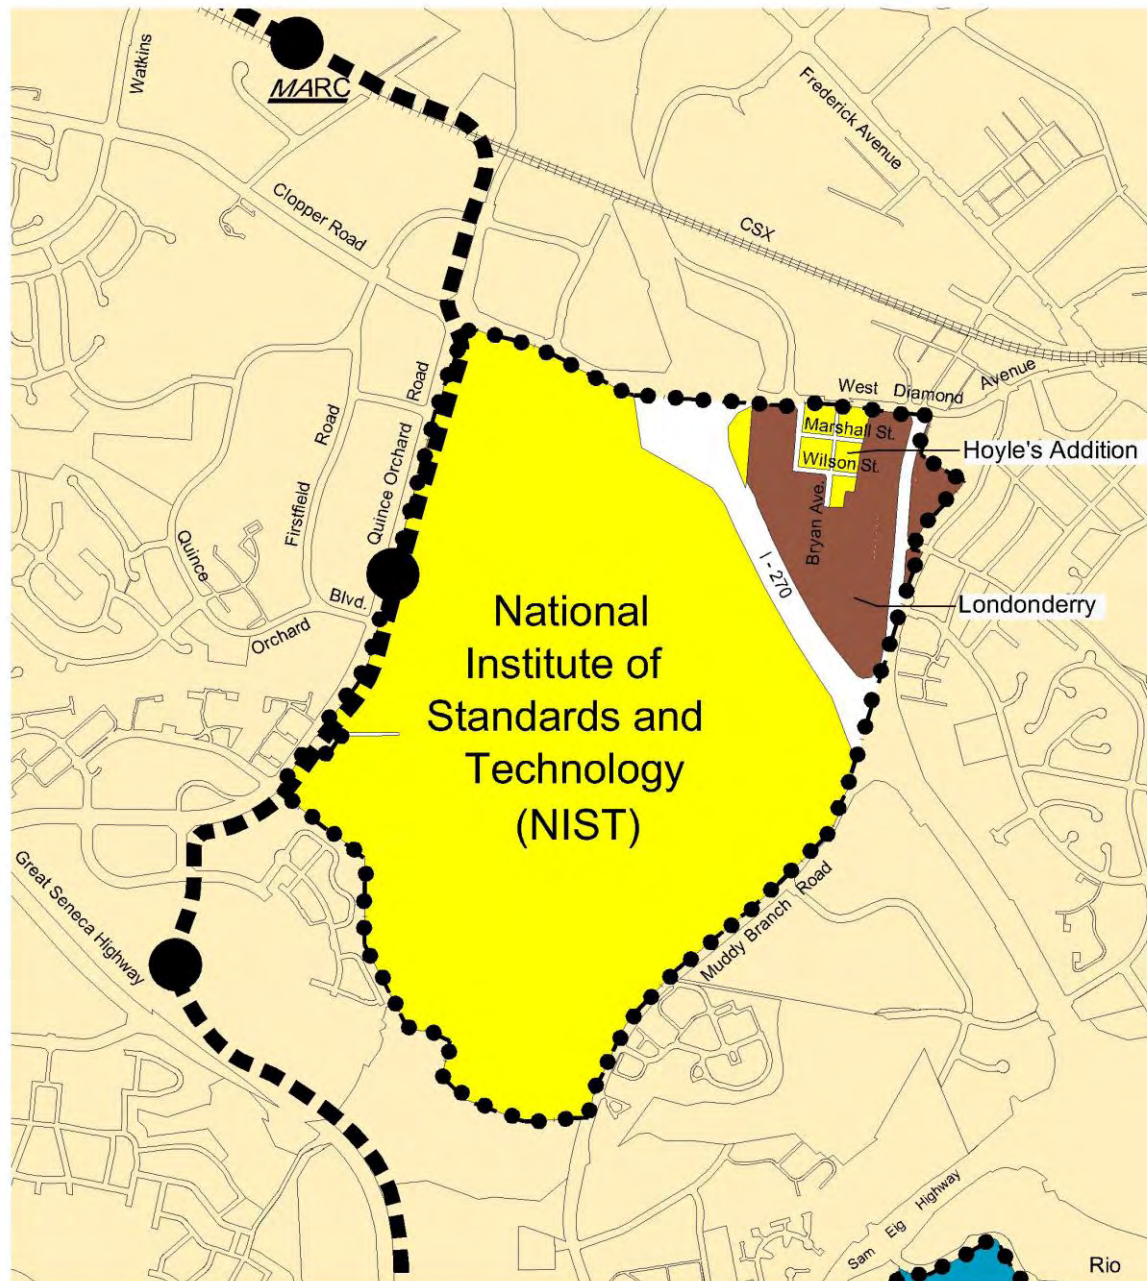 Watkins
MARC
Frederick Avenue
Clopper Road
CSX
West Diamond Avenue
Marshall St.
Hoyle's Addition
Wilson St.
Bryan Ave.
Quince Orchard Road
Firstfield Road
Quince Orchard Blvd.
I - 270
Londonderry
National
Institute of
Standards and
Technology
(NIST)
Great Seneca Highway
Muddy Branch Road
Sam Eig Highway
Rio